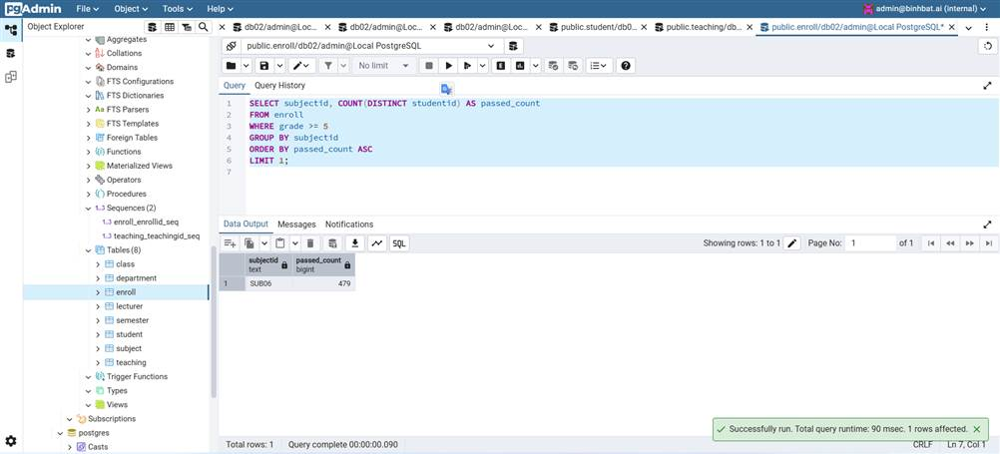 pgAdmin File Object Tools Help admin@binhbat.ai (internal)
Object Explorer
db02/admin@Loc... db02/admin@Loc... db02/admin@Loc... public.student/db0... public.teaching/db... public.enroll/db02/admin@Local PostgreSQL*
public.enroll/db02/admin@Local PostgreSQL
No limit
Query Query History
1 SELECT subjectid, COUNT(DISTINCT studentid) AS passed_count
2 FROM enroll
3 WHERE grade >= 5
4 GROUP BY subjectid
5 ORDER BY passed_count ASC
6 LIMIT 1;
7
Aggregates
Collations
Domains
FTS Configurations
FTS Dictionaries
FTS Parsers
FTS Templates
Foreign Tables
Functions
Materialized Views
Operators
Procedures
Sequences (2)
enroll_enrollid_seq
teaching_teachingid_seq
Tables (8)
class
department
enroll
lecturer
semester
student
subject
teaching
Trigger Functions
Types
Views
Subscriptions
postgres
Casts
Data Output Messages Notifications
SQL Showing rows: 1 to 1 Page No: 1 of 1
subjectid passed_count
text bigint
1 SUB06 479
Successfully run. Total query runtime: 90 msec. 1 rows affected.
Total rows: 1 Query complete 00:00:00.090 CRLF Ln 7, Col 1